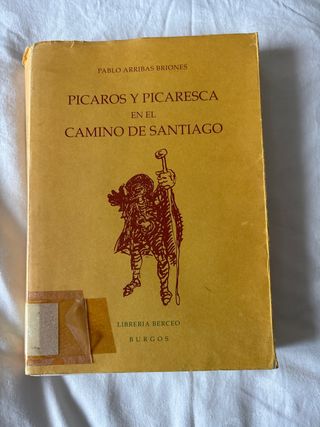 PABLO ARRIBAS BRIONES
PICAROS Y PICARESCA
EN EL
CAMINO DE SANTIAGO
LIBRERIA BERCEO
BURGOS